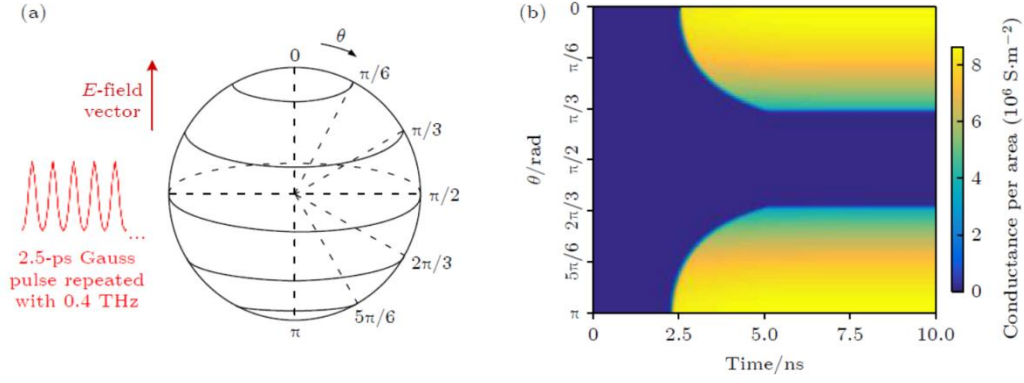 (a)
θ
0
π/6
E-field
vector
π/3
π/2
...
2.5-ps Gauss
pulse repeated
with 0.4 THz
2π/3
5π/6
π
(b)
0
π/6
π/3
π/2
2π/3
5π/6
π
θ/rad
0
2.5
5.0
7.5
10.0
Time/ns
8
6
4
2
0
Conductance per area (10⁶ S·m⁻²)